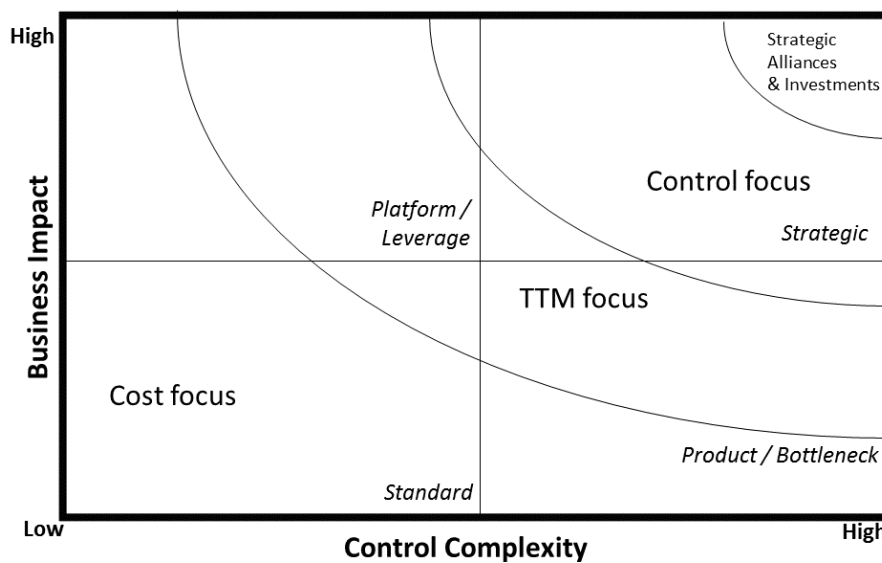 High
Strategic
Alliances
& Investments
Control focus
Platform /
Leverage
Strategic
Business Impact
TTM focus
Cost focus
Product / Bottleneck
Standard
Low
High
Control Complexity